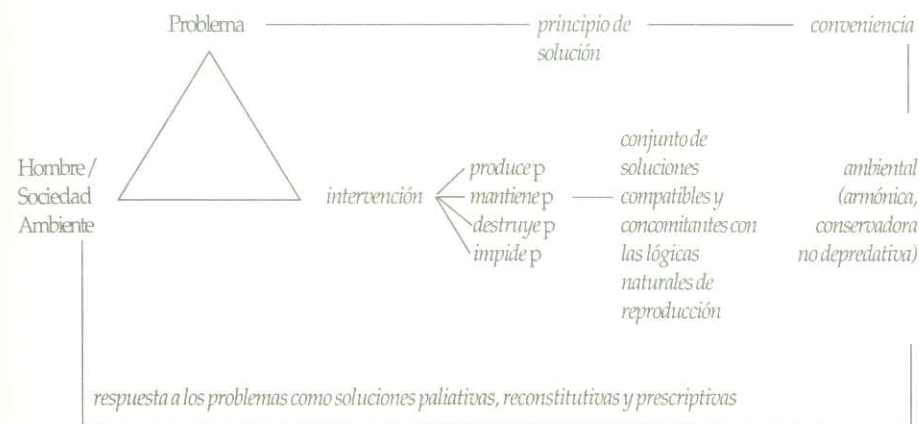 Problema
principio de
solución
conveniencia
Hombre /
Sociedad
Ambiente
intervención
produce p
mantiene p
destruye p
impide p
conjunto de
soluciones
compatibles y
concomitantes con
las lógicas
naturales de
reproducción
ambiental
(armónica,
conservadora
no depredativa)
respuesta a los problemas como soluciones paliativas, reconstitutivas y prescriptivas